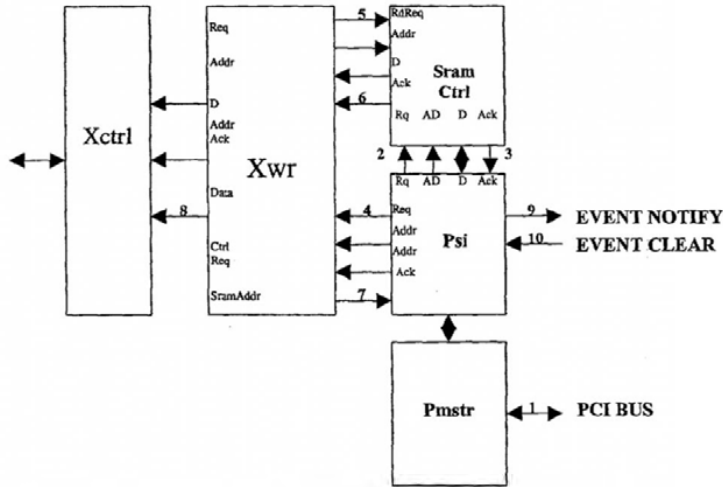 Xctrl
Req
Addr
D
Addr
Ack
Xwr
Data
Ctrl
Req
SramAddr
5
6
8
4
7
RdReq
Addr
D
Ack
Sram
Ctrl
Rq AD D Ack
2 3
Rq AD D Ack
Req
Addr
Addr
Ack
Psi
9 EVENT NOTIFY
10 EVENT CLEAR
Pmstr
1 PCI BUS